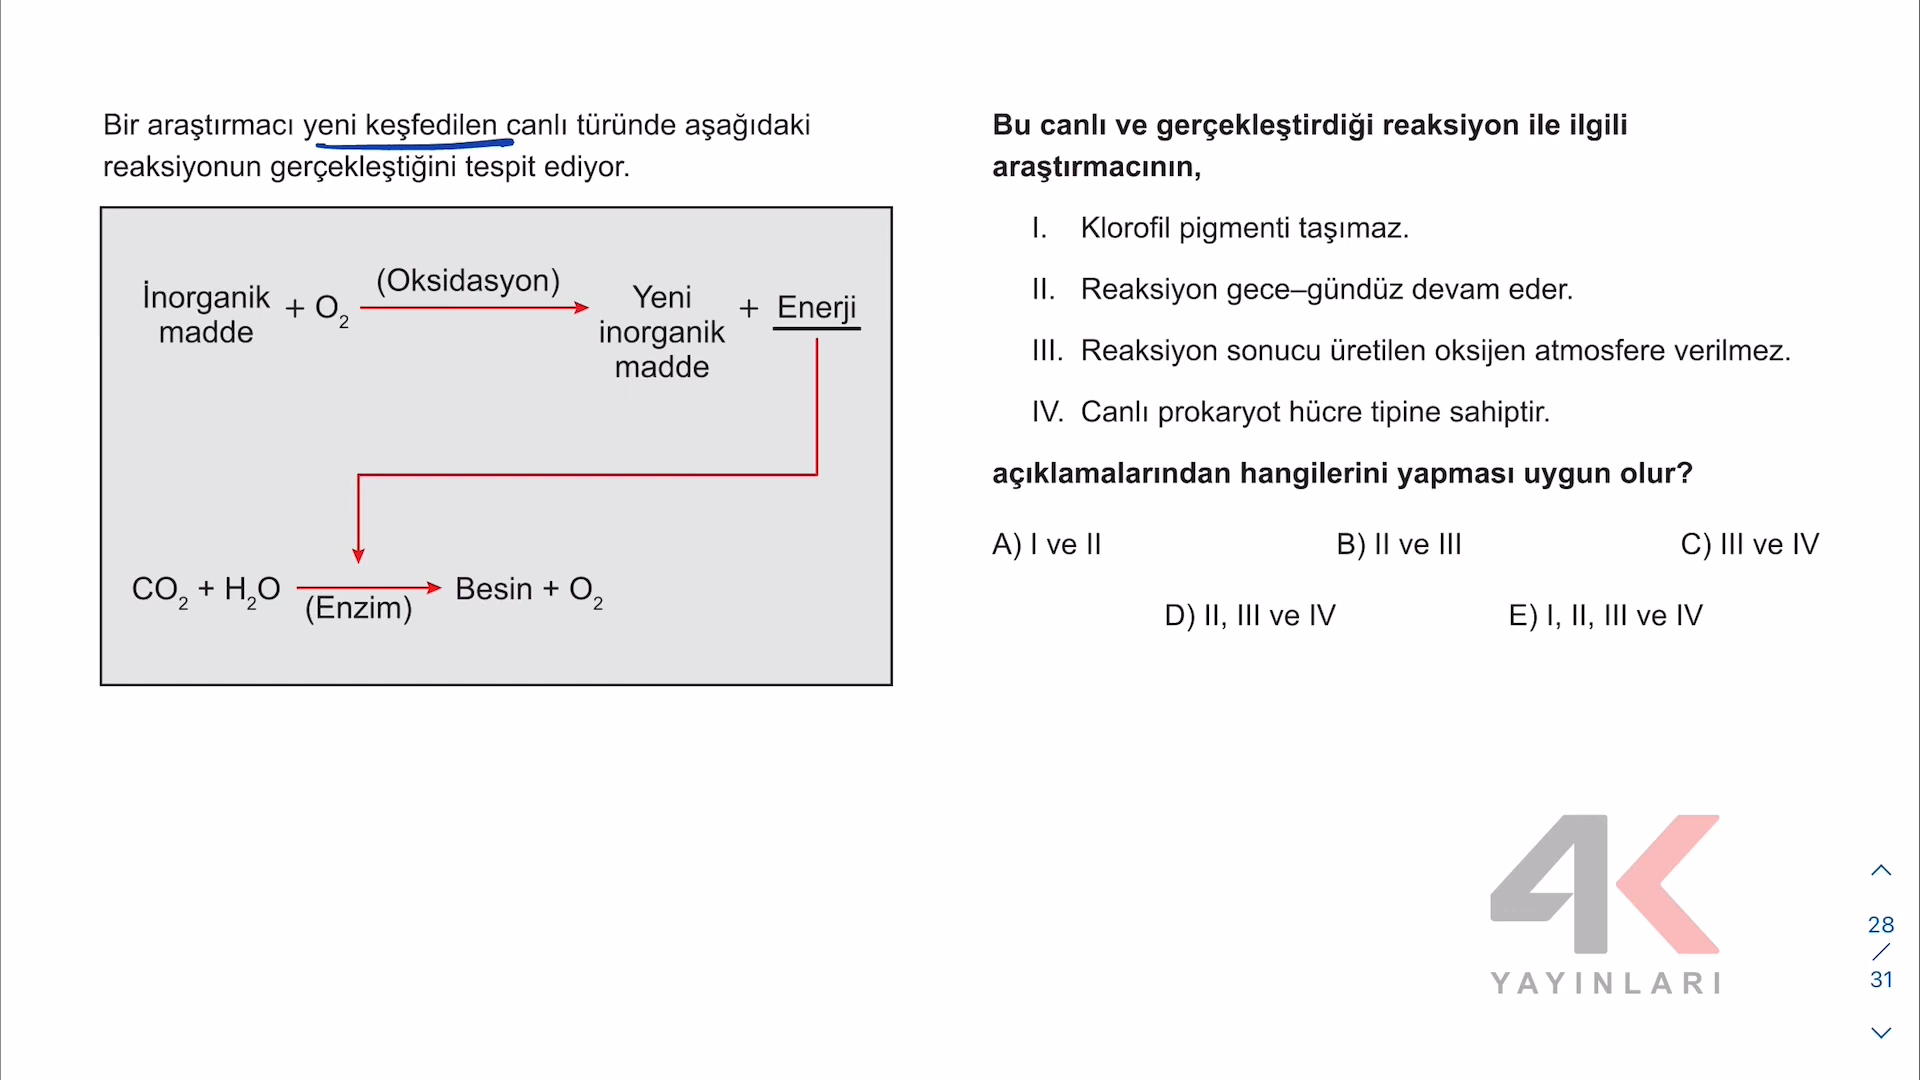 Bir araştırmacı yeni keşfedilen canlı türünde aşağıdaki
reaksiyonun gerçekleştiğini tespit ediyor.
İnorganik madde + O₂ (Oksidasyon) Yeni inorganik madde + Enerji
CO₂ + H₂O (Enzim) Besin + O₂
Bu canlı ve gerçekleştirdiği reaksiyon ile ilgili
araştırmacının,
I. Klorofil pigmenti taşımaz.
II. Reaksiyon gece–gündüz devam eder.
III. Reaksiyon sonucu üretilen oksijen atmosfere verilmez.
IV. Canlı prokaryot hücre tipine sahiptir.
açıklamalarından hangilerini yapması uygun olur?
A) I ve II B) II ve III C) III ve IV
D) II, III ve IV E) I, II, III ve IV
4K
YAYINLARI
28
/
31